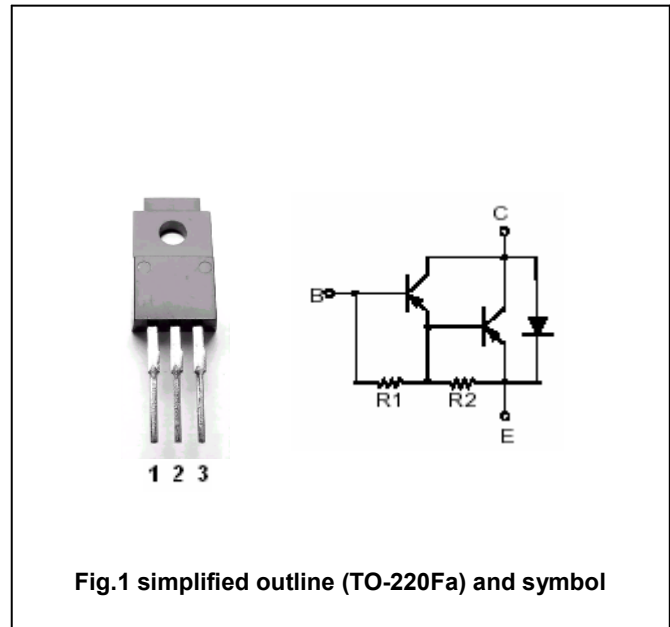 C
B
R1 R2
E
1 2 3
Fig.1 simplified outline (TO-220Fa) and symbol